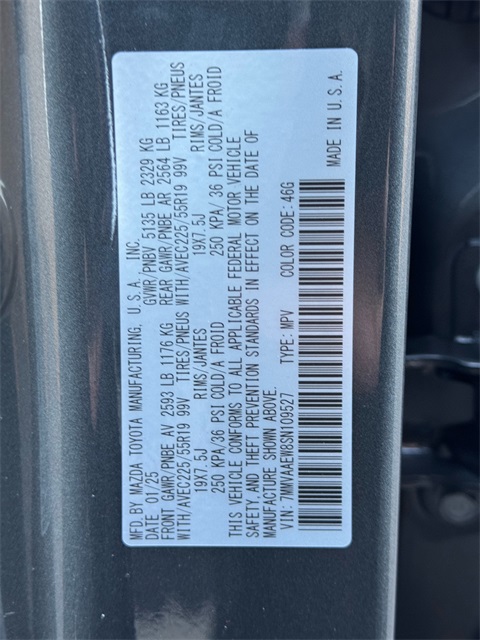 MFD.BY MAZDA TOYOTA MANUFACTURING, U.S.A., INC.
DATE 01/25 GVWR/PNBV 5135 LB 2329 KG
FRONT GAWR/PNBE AV 2593 LB 1176 KG REAR GAWR/PNBE AR 2564 LB 1163 KG
WITH/AVEC225/55R19 99V TIRES/PNEUS WITH/AVEC225/55R19 99V TIRES/PNEUS
19X7.5J RIMS/JANTES 19X7.5J RIMS/JANTES
250 KPA/36 PSI COLD/A FROID 250 KPA/36 PSI COLD/A FROID
THIS VEHICLE CONFORMS TO ALL APPLICABLE FEDERAL MOTOR VEHICLE
SAFETY, AND THEFT PREVENTION STANDARDS IN EFFECT ON THE DATE OF
MANUFACTURE SHOWN ABOVE.
VIN: 7MMVAAEW8SN109527 TYPE: MPV COLOR CODE: 46G
MADE IN U.S.A.